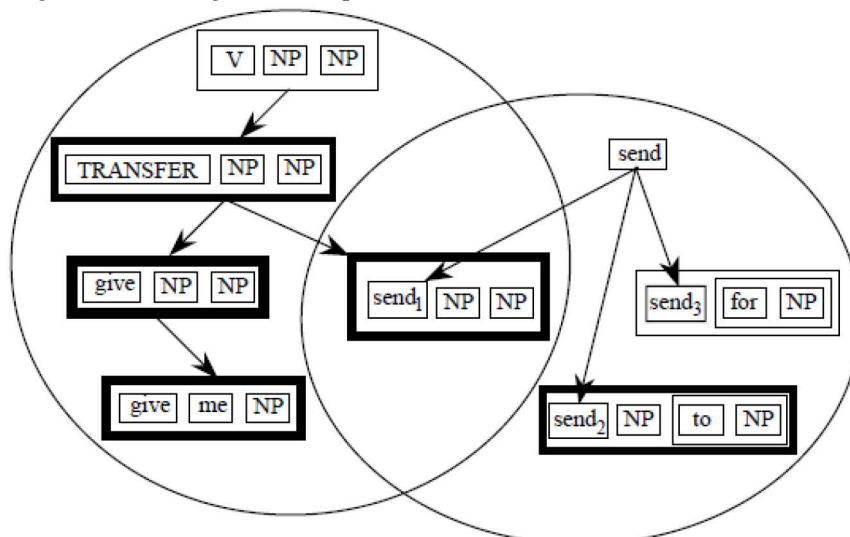 V NP NP
TRANSFER NP NP
send
give NP NP
send1 NP NP
send3 for NP
give me NP
send2 NP to NP